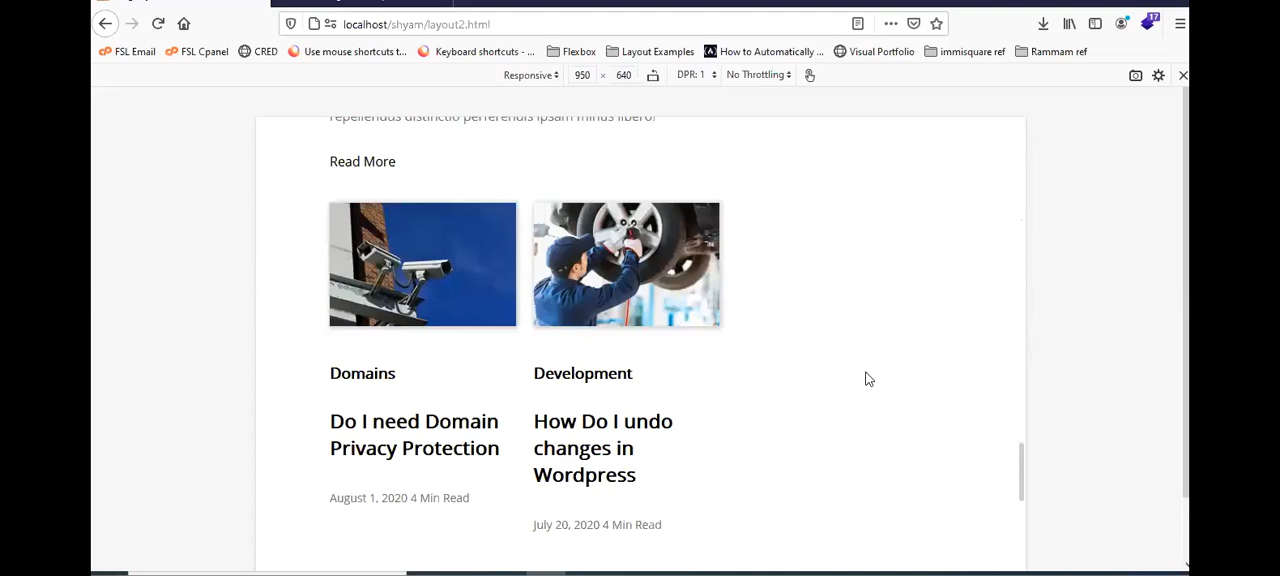 localhost/shyam/layout2.html
17
FSL Email
FSL Cpanel
CRED
Use mouse shortcuts t...
Keyboard shortcuts - ...
Flexbox
Layout Examples
How to Automatically ...
Visual Portfolio
immisquare ref
Rammam ref
Responsive
950 × 640
DPR: 1
No Throttling
repellendus distinctio perferendis ipsam minus libero!
Read More
Domains
Development
Do I need Domain
Privacy Protection
How Do I undo
changes in
Wordpress
August 1, 2020 4 Min Read
July 20, 2020 4 Min Read